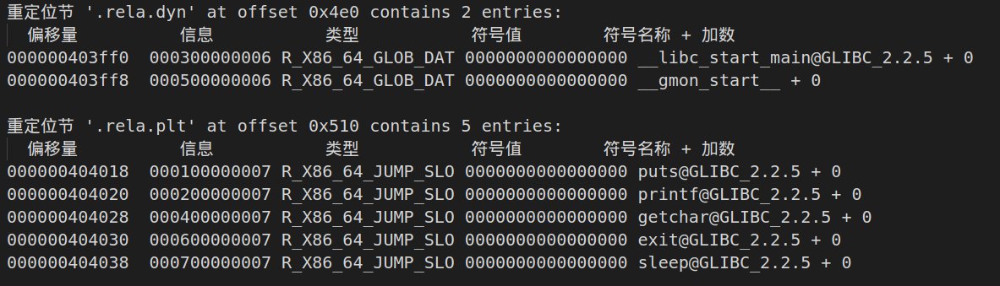 重定位节 '.rela.dyn' at offset 0x4e0 contains 2 entries:
偏移量 信息 类型 符号值 符号名称 + 加数
000000403ff0 000300000006 R_X86_64_GLOB_DAT 0000000000000000 __libc_start_main@GLIBC_2.2.5 + 0
000000403ff8 000500000006 R_X86_64_GLOB_DAT 0000000000000000 __gmon_start__ + 0
重定位节 '.rela.plt' at offset 0x510 contains 5 entries:
偏移量 信息 类型 符号值 符号名称 + 加数
000000404018 000100000007 R_X86_64_JUMP_SLO 0000000000000000 puts@GLIBC_2.2.5 + 0
000000404020 000200000007 R_X86_64_JUMP_SLO 0000000000000000 printf@GLIBC_2.2.5 + 0
000000404028 000400000007 R_X86_64_JUMP_SLO 0000000000000000 getchar@GLIBC_2.2.5 + 0
000000404030 000600000007 R_X86_64_JUMP_SLO 0000000000000000 exit@GLIBC_2.2.5 + 0
000000404038 000700000007 R_X86_64_JUMP_SLO 0000000000000000 sleep@GLIBC_2.2.5 + 0